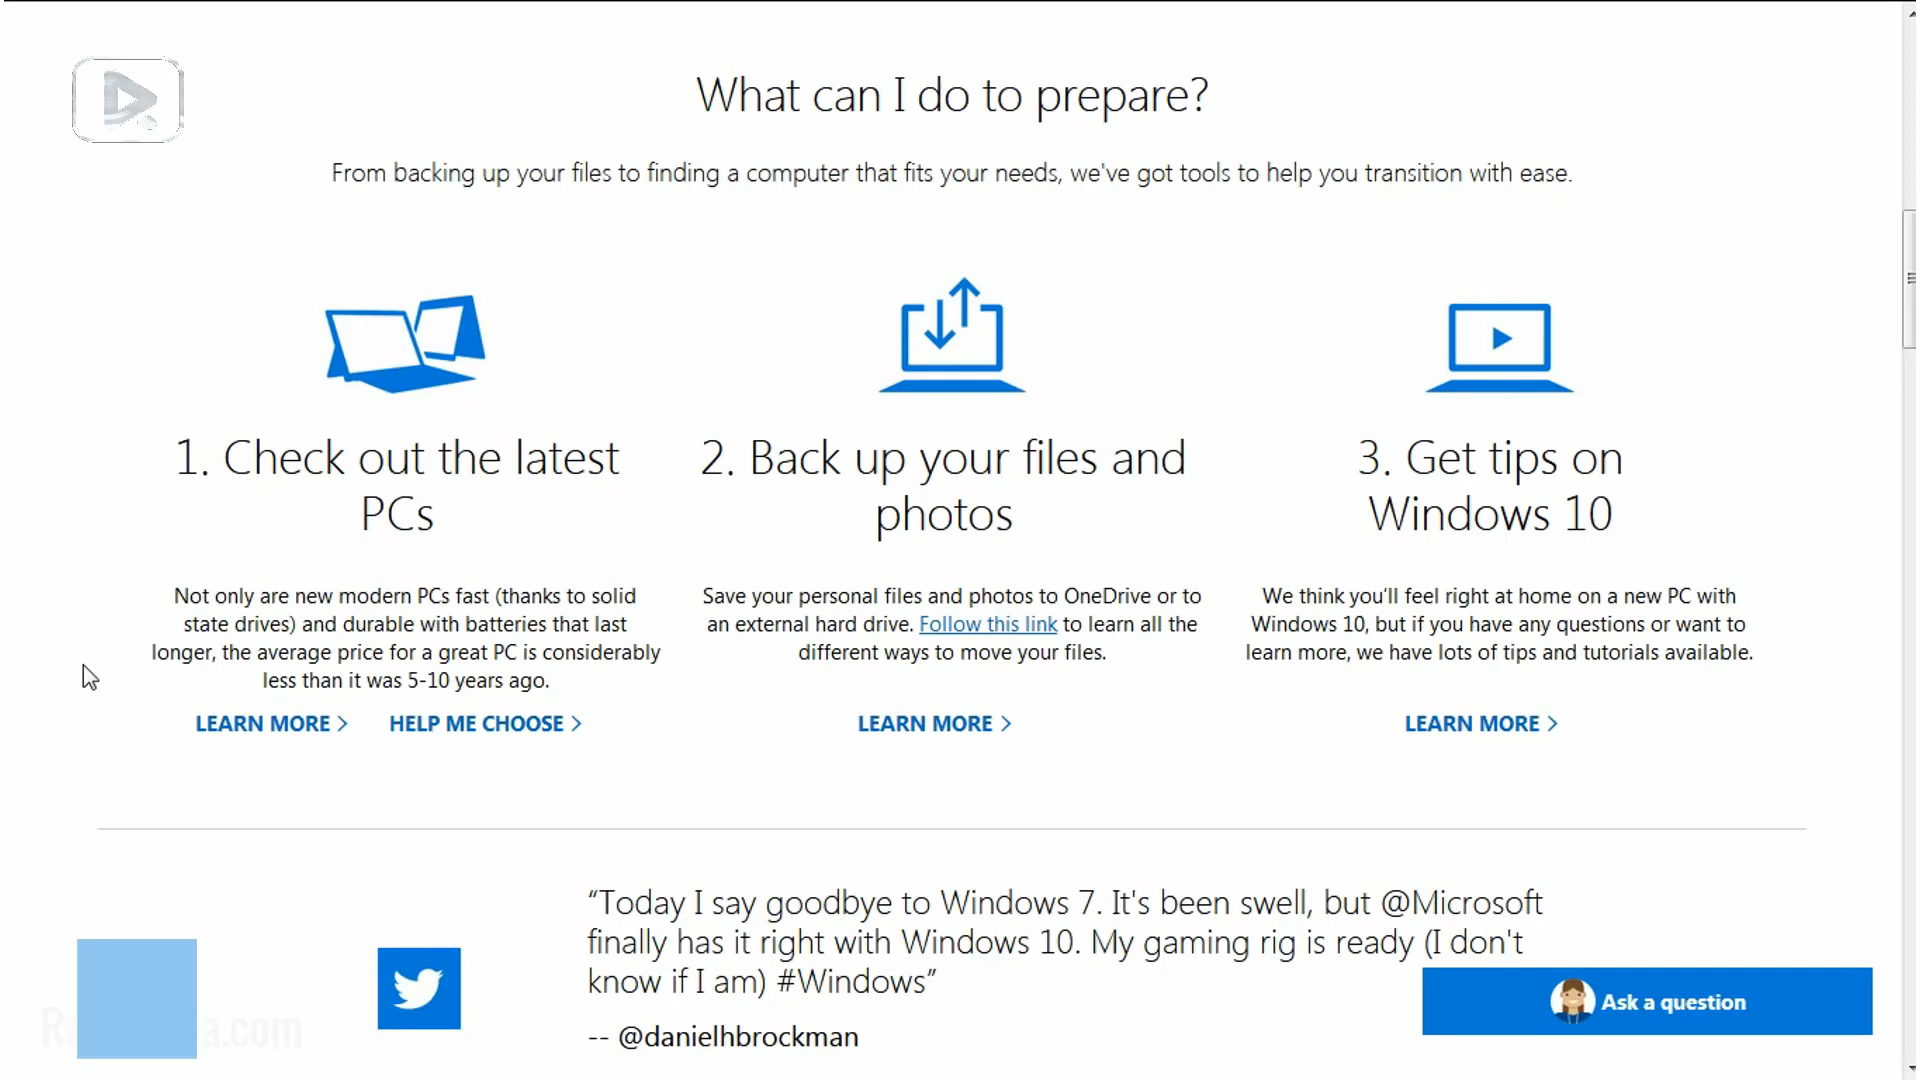 What can I do to prepare?
From backing up your files to finding a computer that fits your needs, we've got tools to help you transition with ease.
1. Check out the latest
PCs
Not only are new modern PCs fast (thanks to solid
state drives) and durable with batteries that last
longer, the average price for a great PC is considerably
less than it was 5-10 years ago.
LEARN MORE >
HELP ME CHOOSE >
2. Back up your files and
photos
Save your personal files and photos to OneDrive or to
an external hard drive. Follow this link to learn all the
different ways to move your files.
LEARN MORE >
3. Get tips on
Windows 10
We think you'll feel right at home on a new PC with
Windows 10, but if you have any questions or want to
learn more, we have lots of tips and tutorials available.
LEARN MORE >
“Today I say goodbye to Windows 7. It's been swell, but @Microsoft
finally has it right with Windows 10. My gaming rig is ready (I don't
know if I am) #Windows”
-- @danielhbrockman
Ask a question